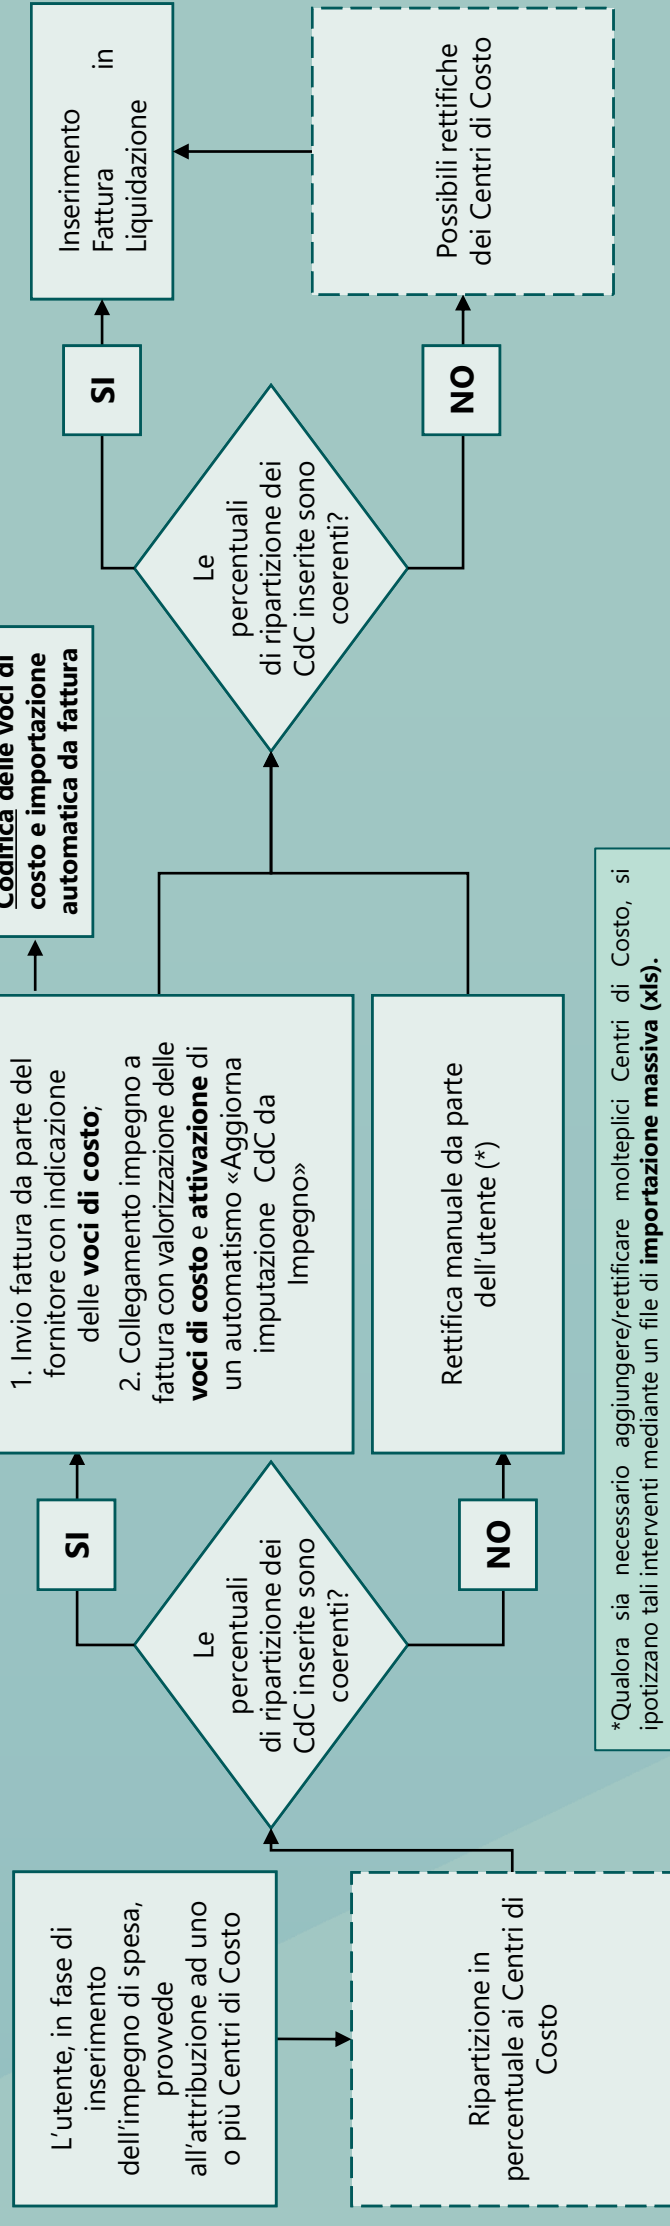 L'utente, in fase di
inserimento
dell'impegno di spesa,
provvede
all'attribuzione ad uno
o più Centri di Costo
Ripartizione in
percentuale ai Centri di
Costo
Le
percentuali
di ripartizione dei
CdC inserite sono
coerenti?
SI
NO
1. Invio fattura da parte del
fornitore con indicazione
delle voci di costo;
2. Collegamento impegno a
fattura con valorizzazione delle
voci di costo e attivazione di
un automatismo «Aggiorna
imputazione CdC da
Impegno»
Rettifica manuale da parte
dell'utente (*)
Codifica delle voci di
costo e importazione
automatica da fattura
Le
percentuali
di ripartizione dei
CdC inserite sono
coerenti?
SI
NO
Inserimento
Fattura in
Liquidazione
Possibili rettifiche
dei Centri di Costo
*Qualora sia necessario aggiungere/rettificare molteplici Centri di Costo, si
ipotizzano tali interventi mediante un file di importazione massiva (xls).